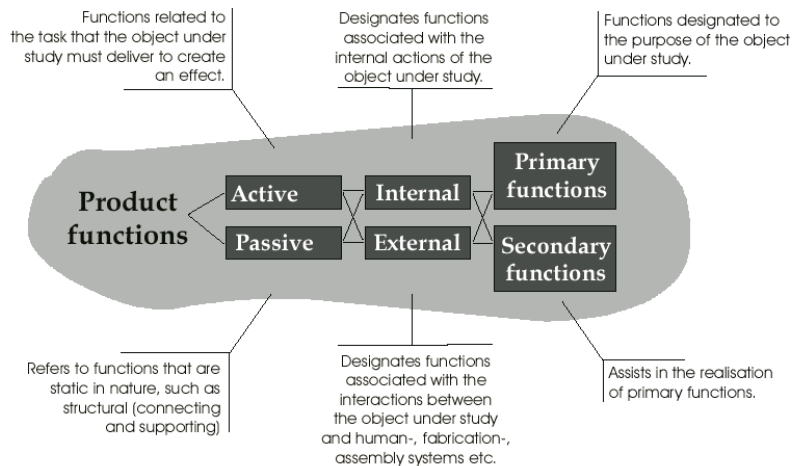 Functions related to
the task that the object under
study must deliver to create
an effect.
Designates functions
associated with the
internal actions of the
object under study.
Functions designated to
the purpose of the object
under study.
Product
functions
Active
Passive
Internal
External
Primary
functions
Secondary
functions
Refers to functions that are
static in nature, such as
structural (connecting
and supporting)
Designates functions
associated with the
interactions between
the object under study
and human-, fabrication-,
assembly systems etc.
Assists in the realisation
of primary functions.